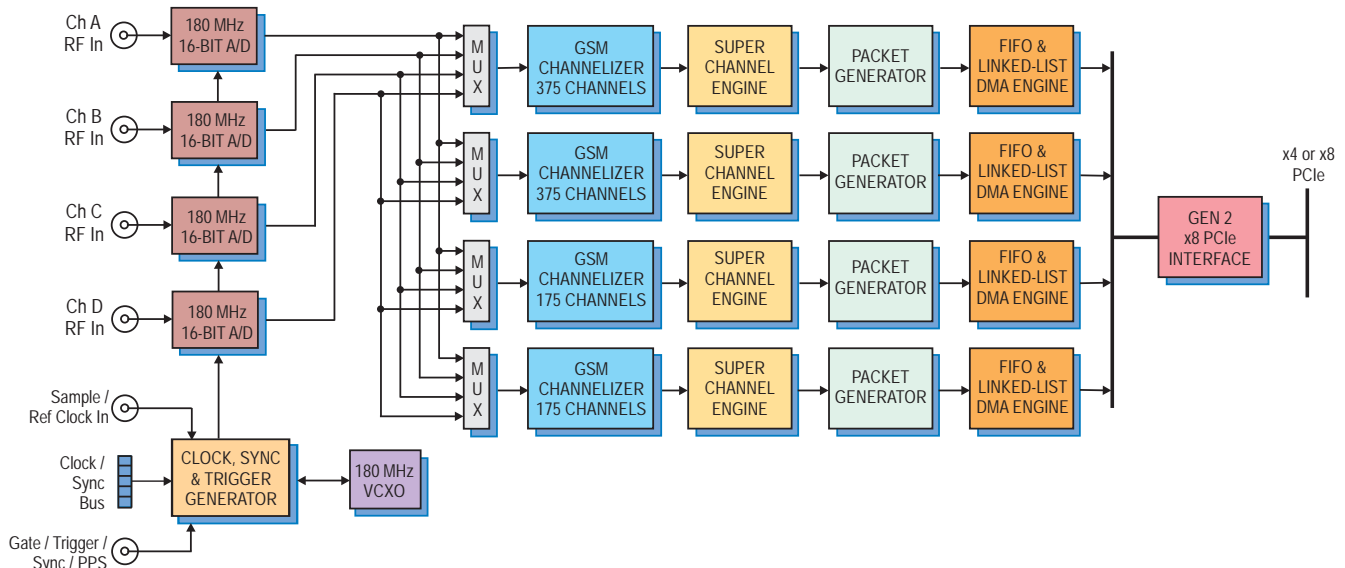 Ch A
RF In
180 MHz
16-BIT A/D
M
U
X
GSM
CHANNELIZER
375 CHANNELS
SUPER
CHANNEL
ENGINE
PACKET
GENERATOR
FIFO &
LINKED-LIST
DMA ENGINE
Ch B
RF In
180 MHz
16-BIT A/D
M
U
X
GSM
CHANNELIZER
375 CHANNELS
SUPER
CHANNEL
ENGINE
PACKET
GENERATOR
FIFO &
LINKED-LIST
DMA ENGINE
x4 or x8
PCIe
Ch C
RF In
180 MHz
16-BIT A/D
GEN 2
x8 PCIe
INTERFACE
M
U
X
GSM
CHANNELIZER
175 CHANNELS
SUPER
CHANNEL
ENGINE
PACKET
GENERATOR
FIFO &
LINKED-LIST
DMA ENGINE
Ch D
RF In
180 MHz
16-BIT A/D
M
U
X
GSM
CHANNELIZER
175 CHANNELS
SUPER
CHANNEL
ENGINE
PACKET
GENERATOR
FIFO &
LINKED-LIST
DMA ENGINE
Sample /
Ref Clock In
Clock /
Sync
Bus
CLOCK, SYNC
& TRIGGER
GENERATOR
180 MHz
VCXO
Gate / Trigger /
Sync / PPS